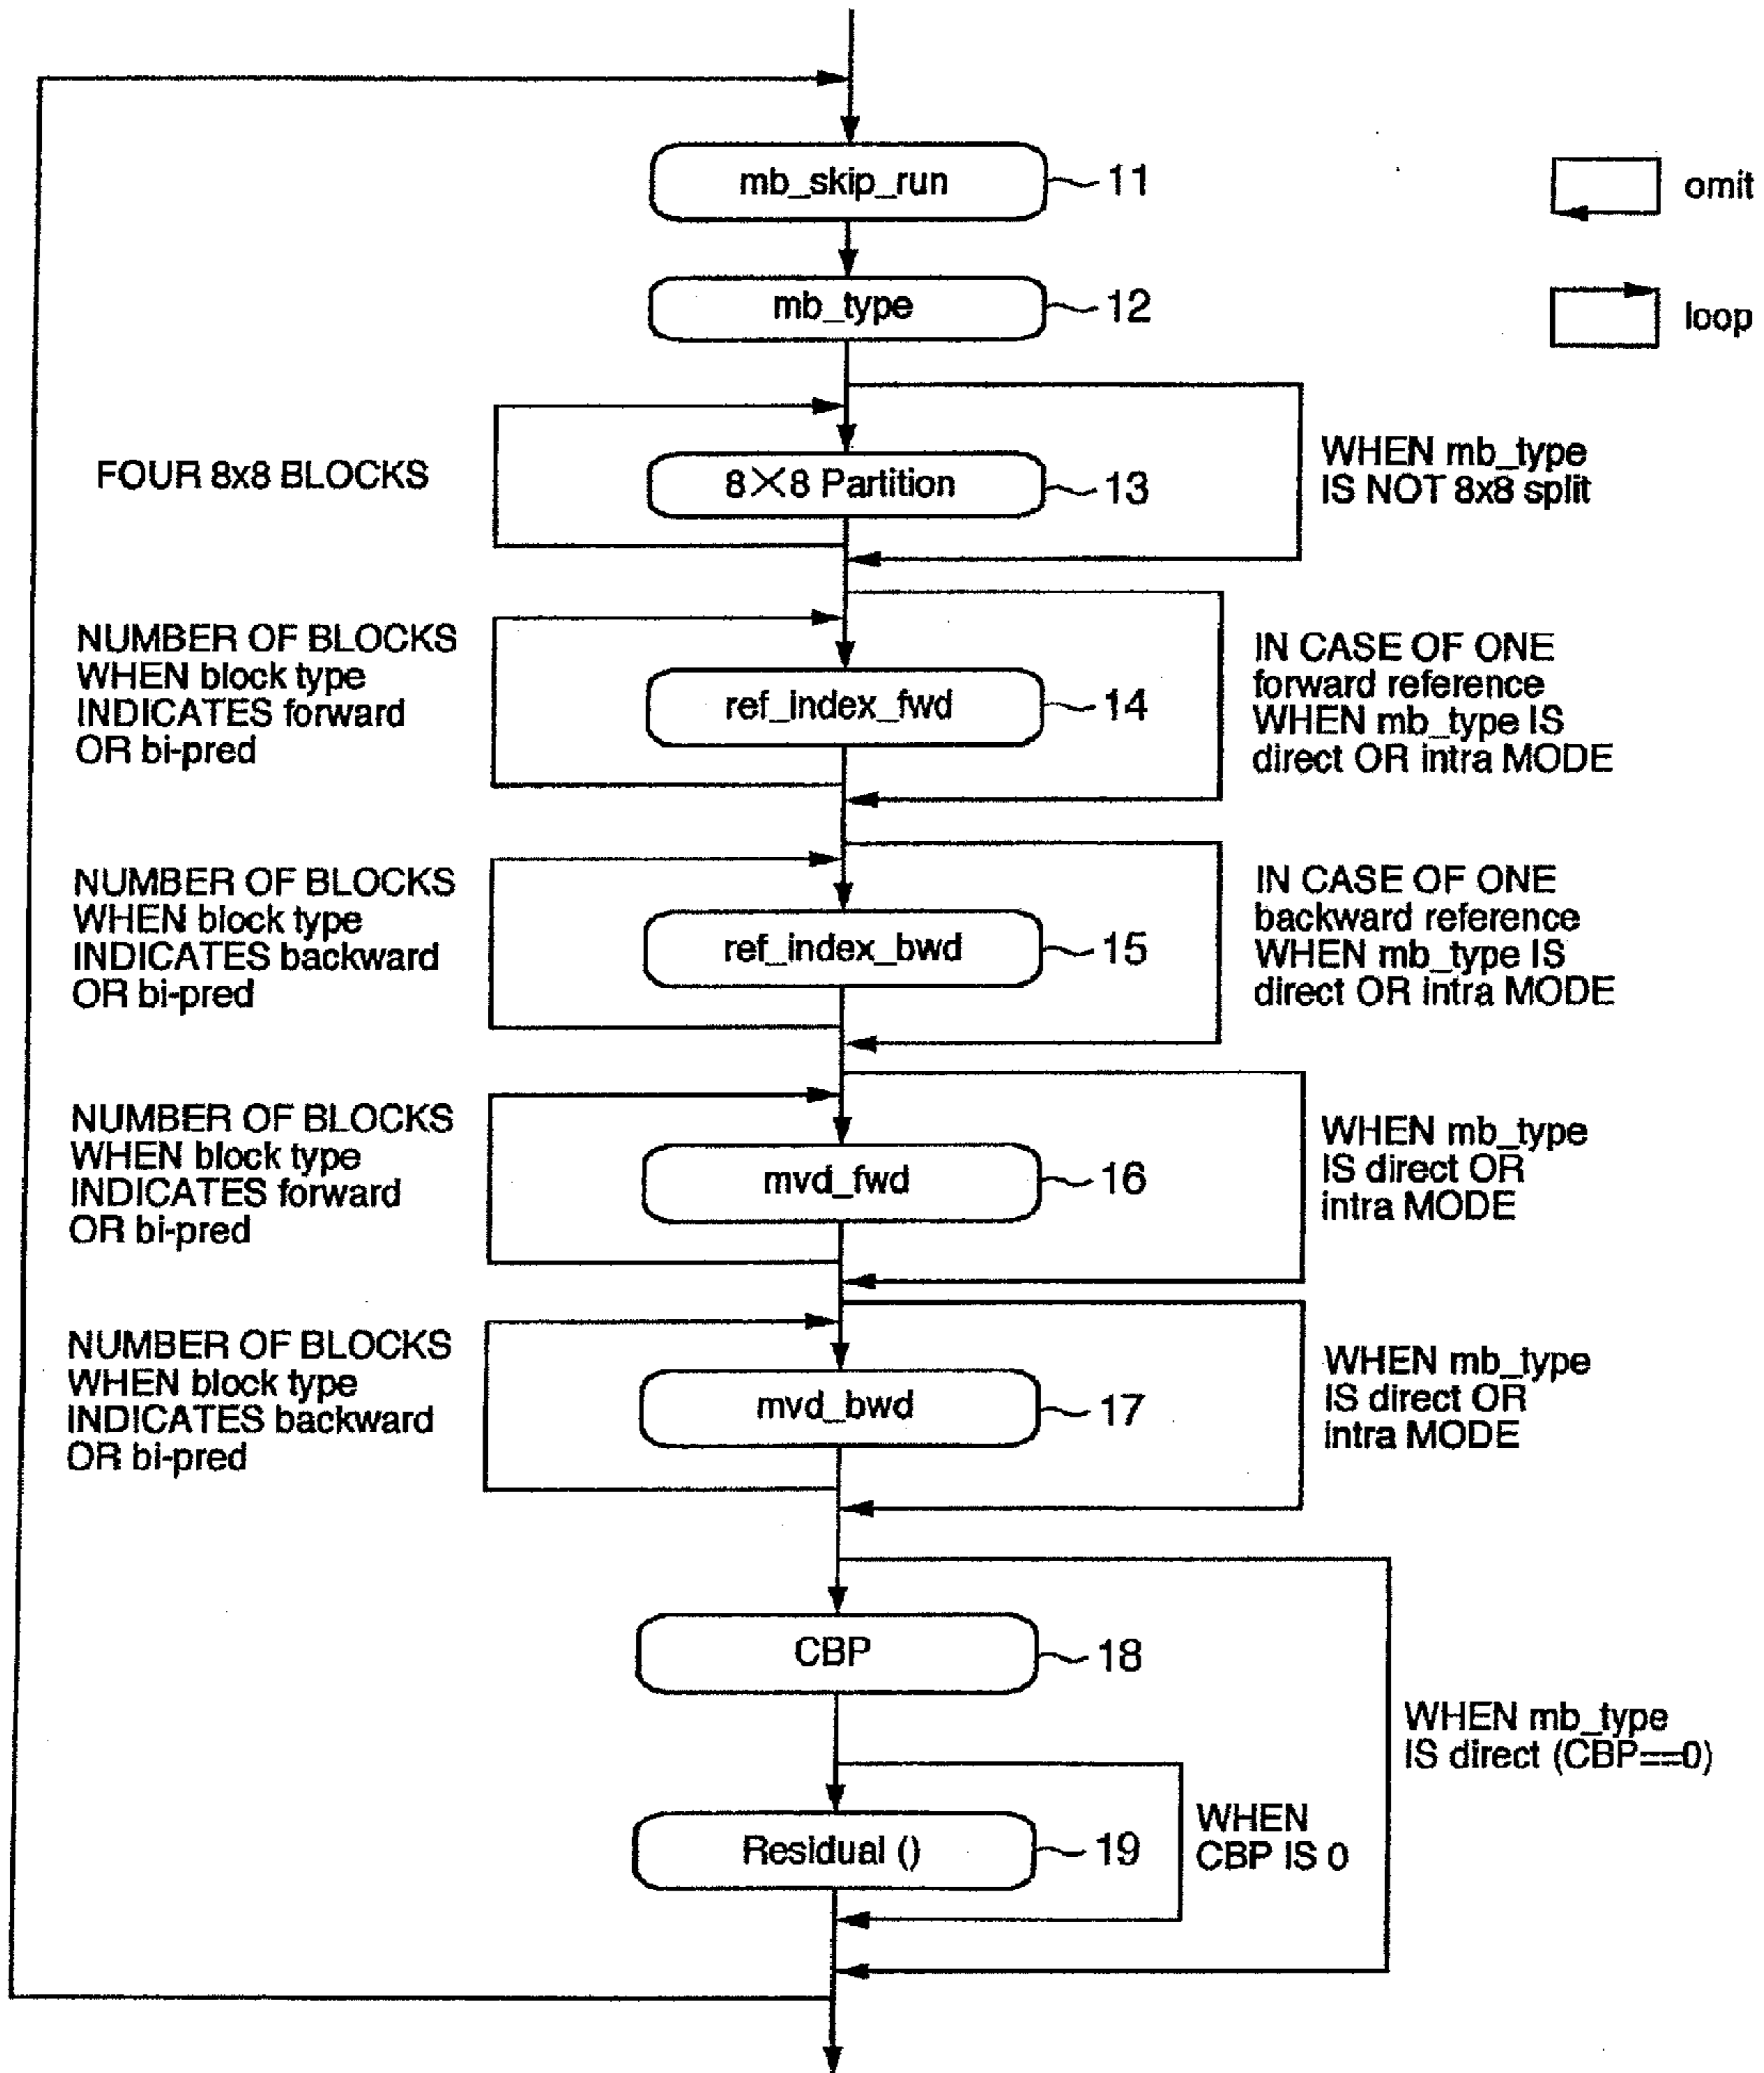 mb_skip_run
11
omit
mb_type
12
loop
FOUR 8x8 BLOCKS
8×8 Partition
13
WHEN mb_type
IS NOT 8x8 split
NUMBER OF BLOCKS
WHEN block type
INDICATES forward
OR bi-pred
ref_index_fwd
14
IN CASE OF ONE
forward reference
WHEN mb_type IS
direct OR intra MODE
NUMBER OF BLOCKS
WHEN block type
INDICATES backward
OR bi-pred
ref_index_bwd
15
IN CASE OF ONE
backward reference
WHEN mb_type IS
direct OR intra MODE
NUMBER OF BLOCKS
WHEN block type
INDICATES forward
OR bi-pred
mvd_fwd
16
WHEN mb_type
IS direct OR
intra MODE
NUMBER OF BLOCKS
WHEN block type
INDICATES backward
OR bi-pred
mvd_bwd
17
WHEN mb_type
IS direct OR
intra MODE
CBP
18
WHEN mb_type
IS direct (CBP==0)
Residual ()
19
WHEN
CBP IS 0